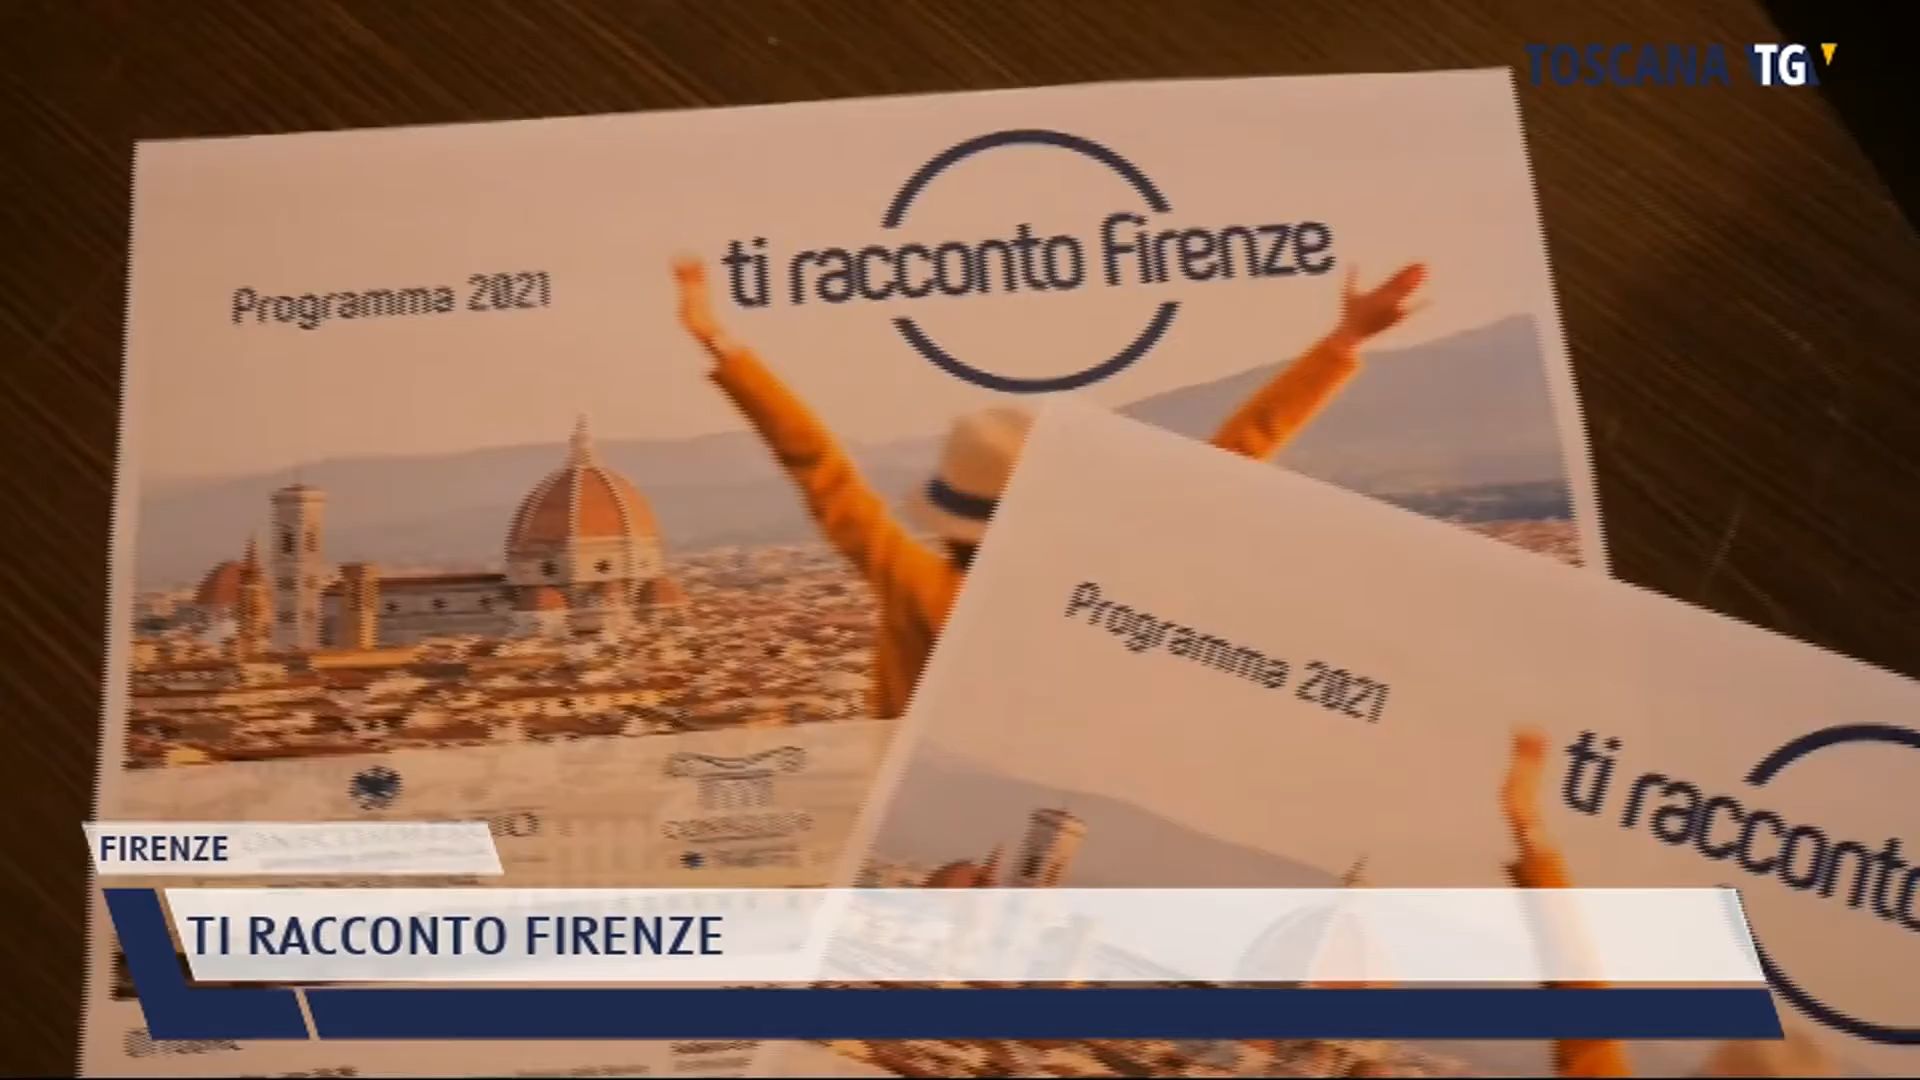 TOSCANA TG
ti racconto Firenze
Programma 2021
Programma 2021
ti racconto
FIRENZE
TI RACCONTO FIRENZE